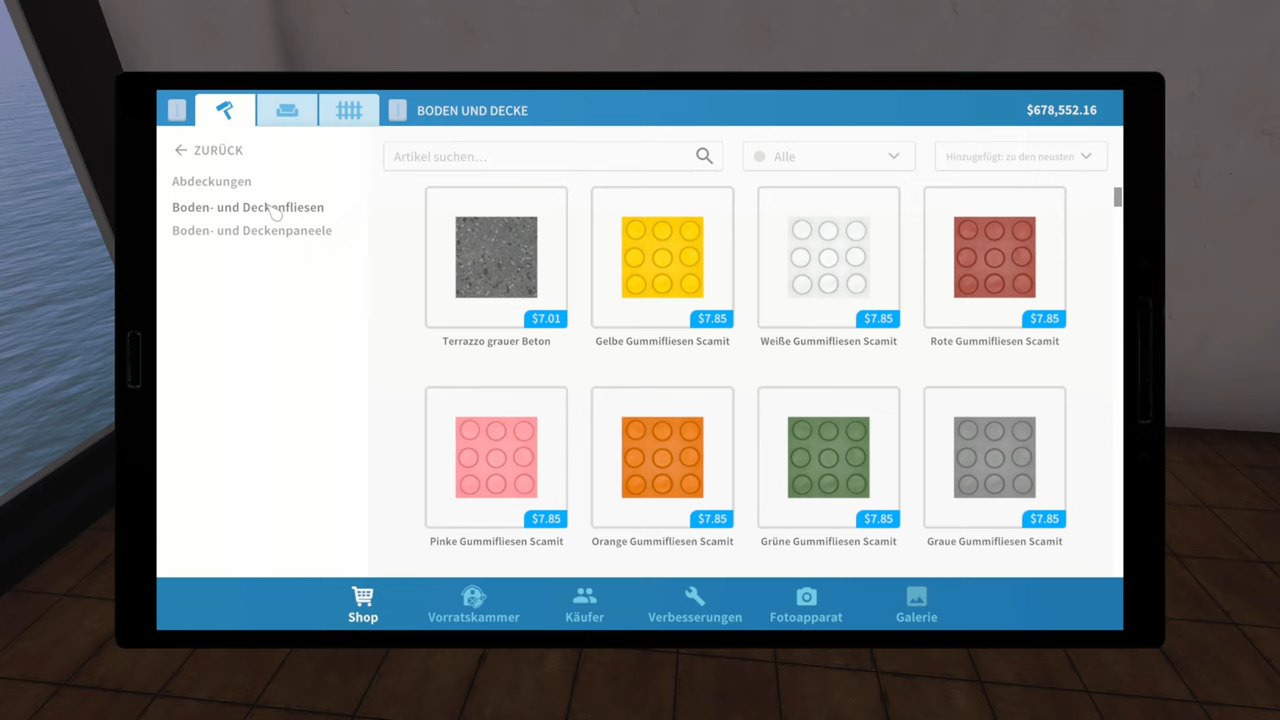 BODEN UND DECKE
$678,552.16
ZURÜCK
Abdeckungen
Boden- und Deckenfliesen
Boden- und Deckenpaneele
Artikel suchen...
Alle
Hinzugefügt: zu den neusten
$7.01
$7.85
$7.85
$7.85
Terrazzo grauer Beton
Gelbe Gummifliesen Scamit
Weiße Gummifliesen Scamit
Rote Gummifliesen Scamit
$7.85
$7.85
$7.85
$7.85
Pinke Gummifliesen Scamit
Orange Gummifliesen Scamit
Grüne Gummifliesen Scamit
Graue Gummifliesen Scamit
Shop
Vorratskammer
Käufer
Verbesserungen
Fotoapparat
Galerie